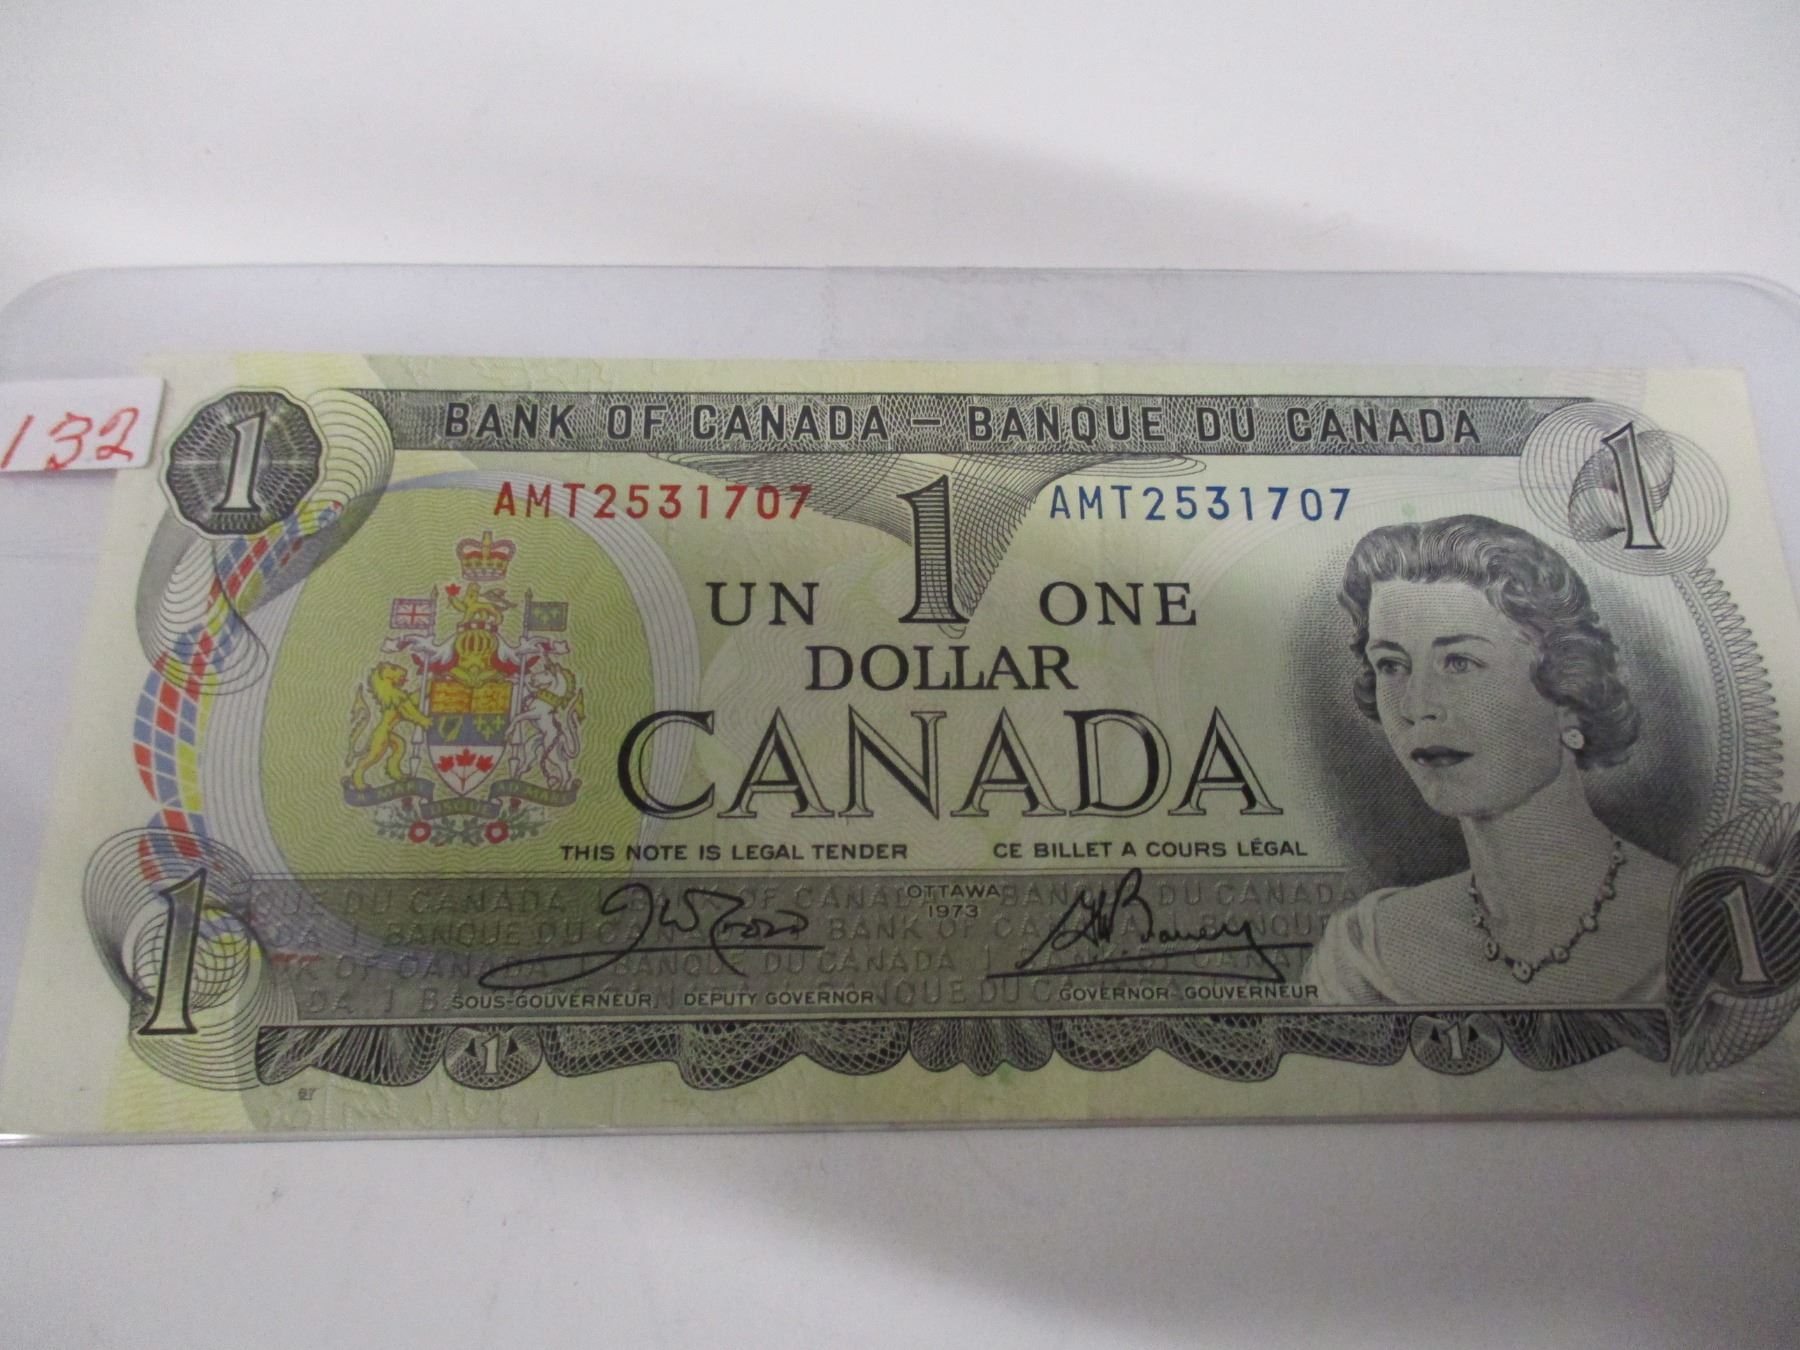 132
1
BANK OF CANADA — BANQUE DU CANADA
1
AMT2531707
AMT2531707
UN 1 ONE
DOLLAR
CANADA
THIS NOTE IS LEGAL TENDER
CE BILLET A COURS LÉGAL
OTTAWA
1973
SOUS-GOUVERNEUR, DEPUTY GOVERNOR
GOVERNOR-GOUVERNEUR
1
1
1
1